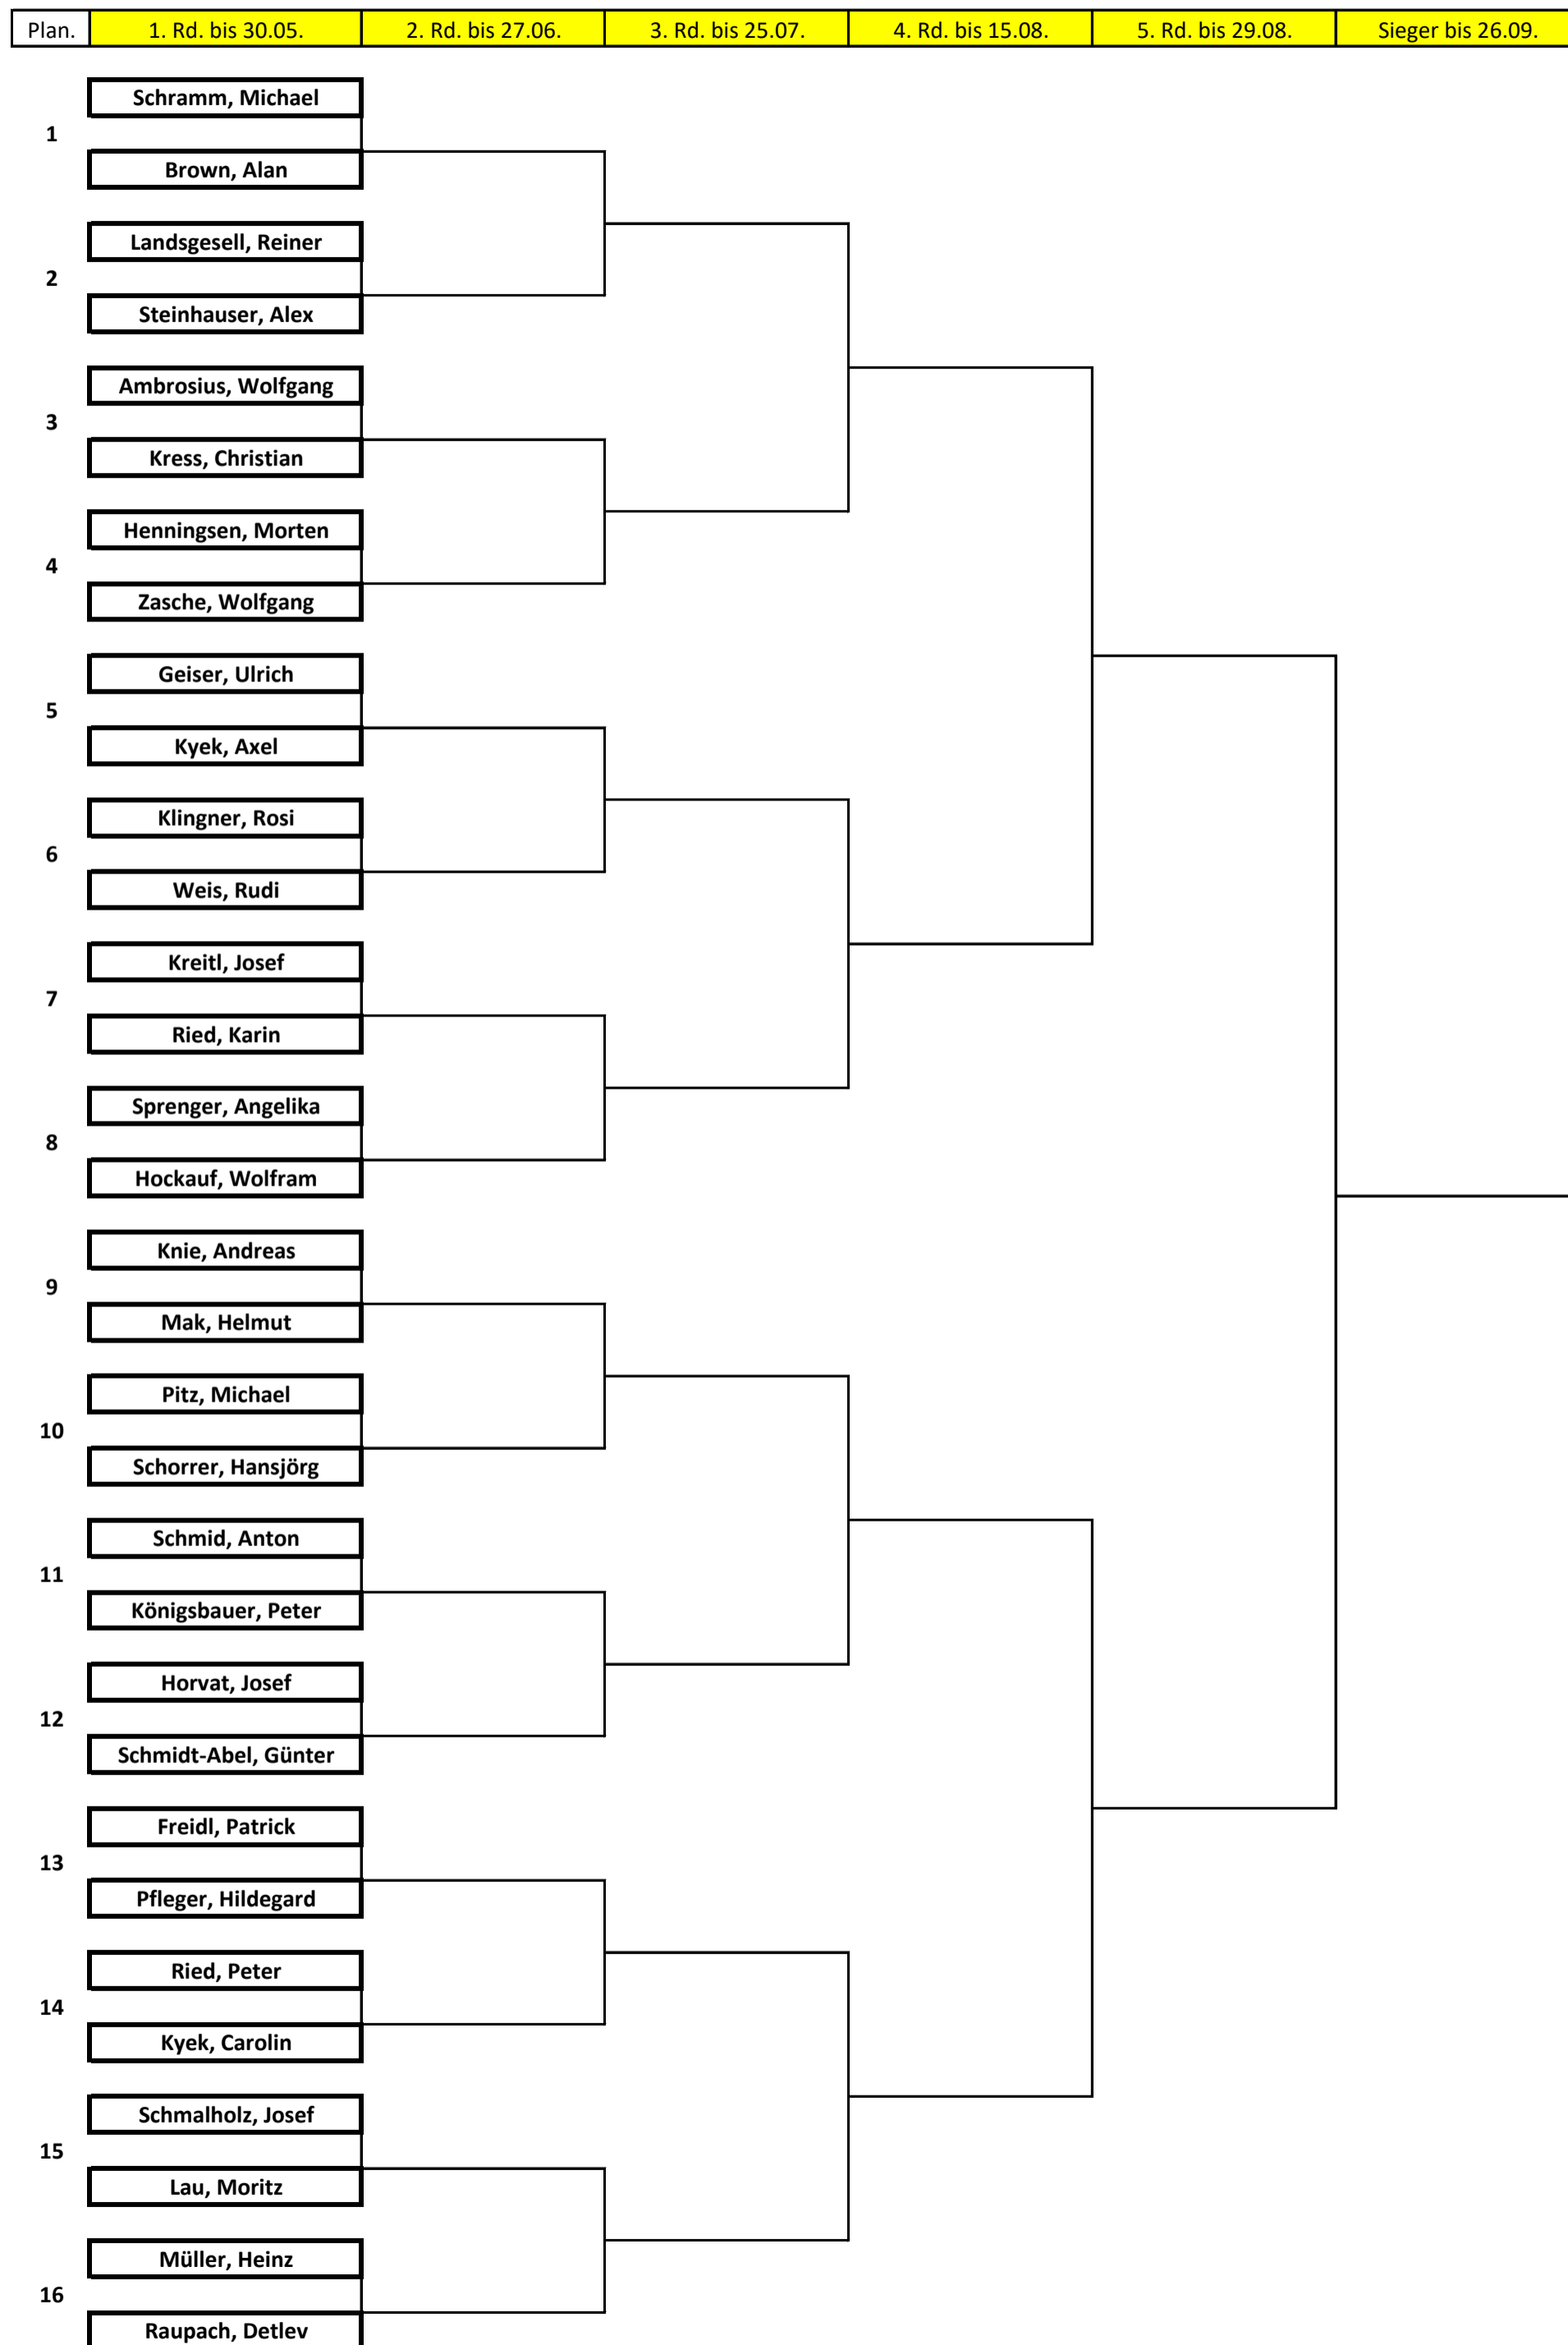 Plan. 1. Rd. bis 30.05. 2. Rd. bis 27.06. 3. Rd. bis 25.07. 4. Rd. bis 15.08. 5. Rd. bis 29.08. Sieger bis 26.09.
Schramm, Michael
1
Brown, Alan
Landsgesell, Reiner
2
Steinhauser, Alex
Ambrosius, Wolfgang
3
Kress, Christian
Henningsen, Morten
4
Zasche, Wolfgang
Geiser, Ulrich
5
Kyek, Axel
Klingner, Rosi
6
Weis, Rudi
Kreitl, Josef
7
Ried, Karin
Sprenger, Angelika
8
Hockauf, Wolfram
Knie, Andreas
9
Mak, Helmut
Pitz, Michael
10
Schorrer, Hansjörg
Schmid, Anton
11
Königsbauer, Peter
Horvat, Josef
12
Schmidt-Abel, Günter
Freidl, Patrick
13
Pfleger, Hildegard
Ried, Peter
14
Kyek, Carolin
Schmalholz, Josef
15
Lau, Moritz
Müller, Heinz
16
Raupach, Detlev